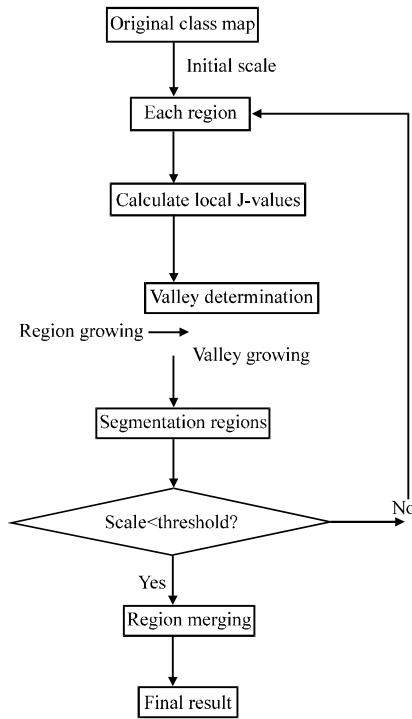 Original class map
Initial scale
Each region
Calculate local J-values
Valley determination
Region growing
Valley growing
Segmentation regions
Scale<threshold?
No
Yes
Region merging
Final result